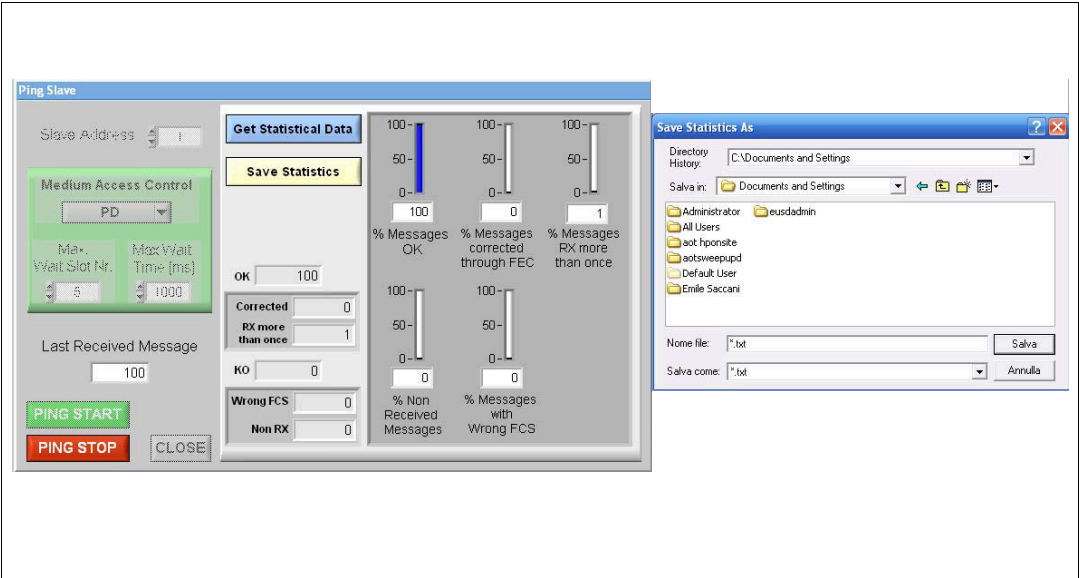 Ping Slave
Slave Address 1
Medium Access Control
PD
Max. Wait Slot Nr.
5
Max Wait Time [ms]
1000
Last Received Message
100
PING START
PING STOP
CLOSE
Get Statistical Data
Save Statistics
OK 100
Corrected 0
RX more than once 1
KO 0
Wrong FCS 0
Non RX 0
100
50
0
100
% Messages OK
100
50
0
0
% Messages corrected through FEC
100
50
0
1
% Messages RX more than once
100
50
0
0
% Non Received Messages
100
50
0
0
% Messages with Wrong FCS
Save Statistics As
Directory History: C:\Documents and Settings
Salva in: Documents and Settings
Administrator eusdadmin
All Users
aot hponsite
aotsweepupd
Default User
Emile Saccani
Nome file: *.txt Salva
Salva come: *.txt Annulla